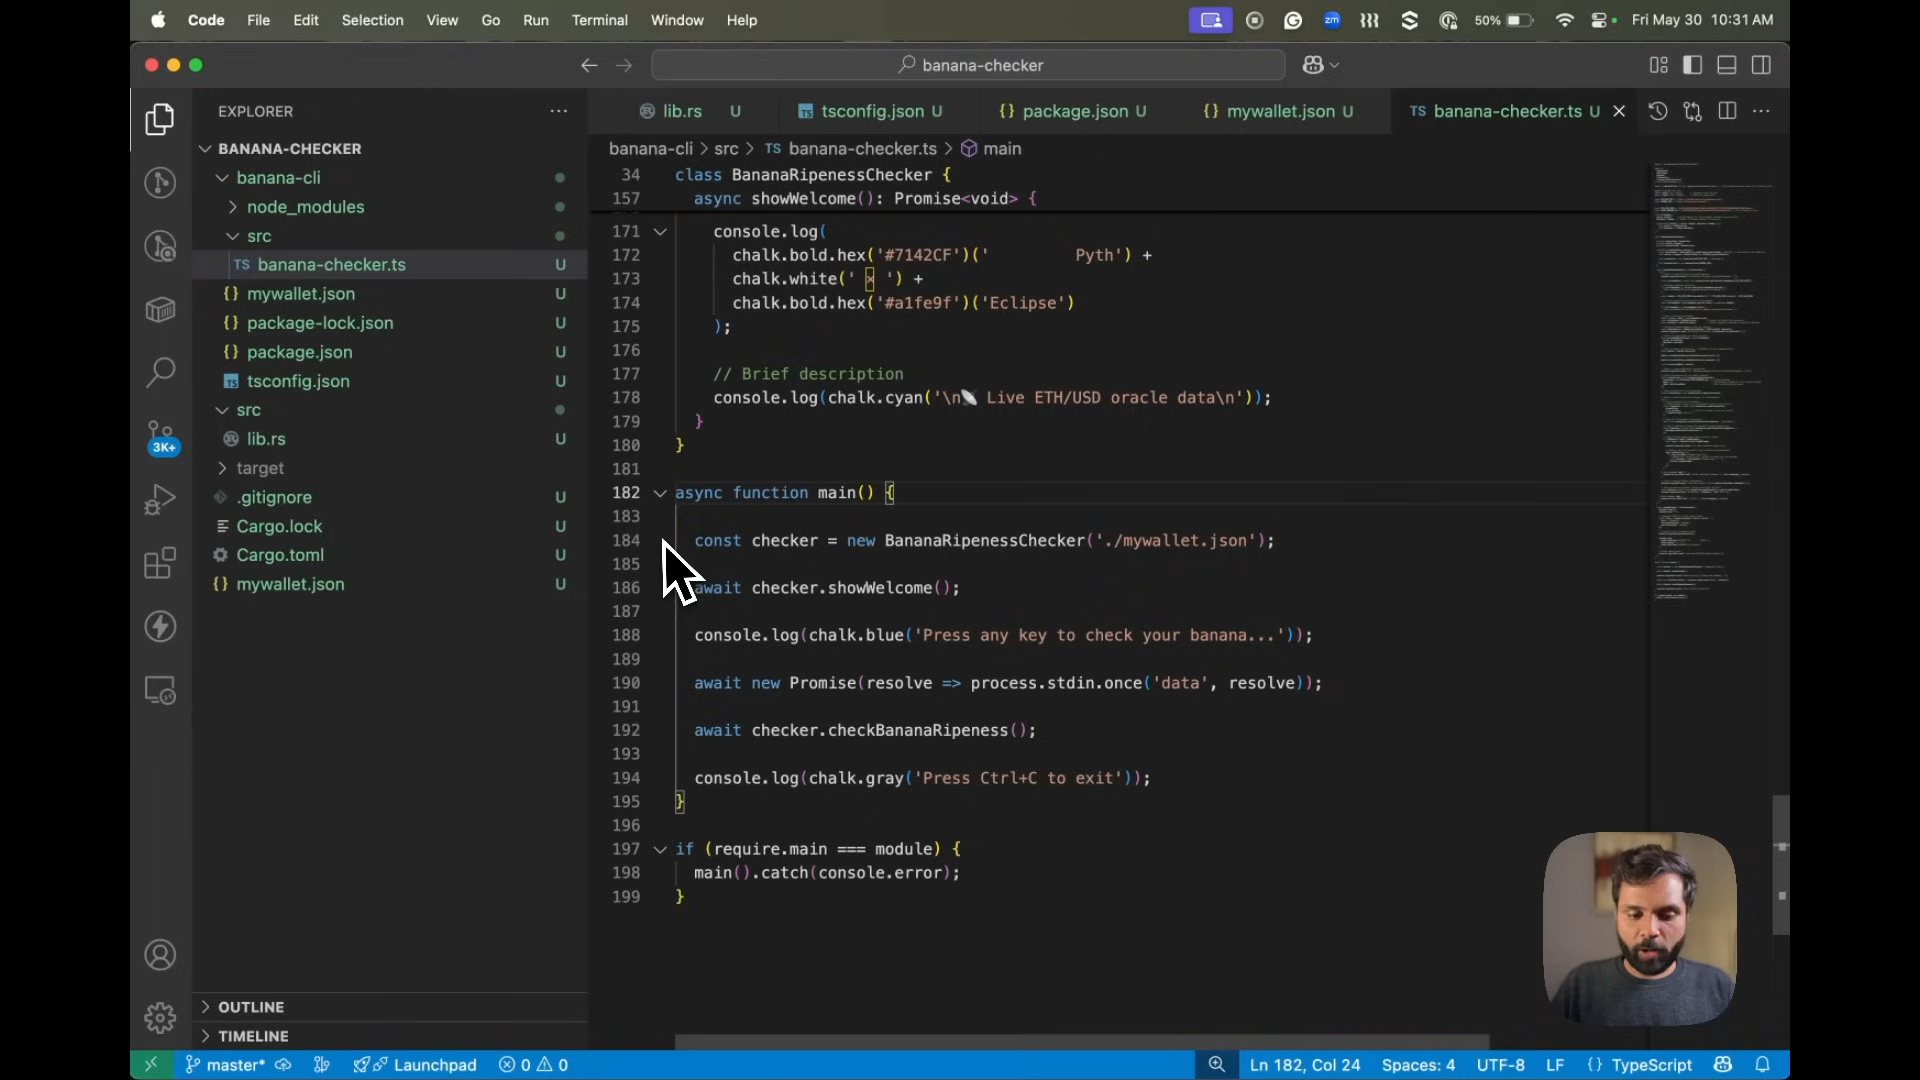 Code File Edit Selection View Go Run Terminal Window Help
zm 50% Fri May 30 10:31 AM
banana-checker
EXPLORER
BANANA-CHECKER
banana-cli
node_modules
src
TS banana-checker.ts U
{} mywallet.json U
{} package-lock.json U
{} package.json U
TS tsconfig.json U
src
lib.rs U
target
.gitignore U
Cargo.lock U
Cargo.toml U
{} mywallet.json U
3K+
OUTLINE
TIMELINE
lib.rs U TS tsconfig.json U {} package.json U {} mywallet.json U TS banana-checker.ts U
banana-cli > src > TS banana-checker.ts > main
34 class BananaRipenessChecker {
157 async showWelcome(): Promise<void> {
171 console.log(
172 chalk.bold.hex('#7142CF')('         Pyth') +
173 chalk.white(' × ') +
174 chalk.bold.hex('#a1fe9f')('Eclipse')
175 );
176
177 // Brief description
178 console.log(chalk.cyan('\n📡 Live ETH/USD oracle data\n'));
179 }
180 }
181
182 async function main() {
183
184 const checker = new BananaRipenessChecker('./mywallet.json');
185
186 await checker.showWelcome();
187
188 console.log(chalk.blue('Press any key to check your banana...'));
189
190 await new Promise(resolve => process.stdin.once('data', resolve));
191
192 await checker.checkBananaRipeness();
193
194 console.log(chalk.gray('Press Ctrl+C to exit'));
195 }
196
197 if (require.main === module) {
198 main().catch(console.error);
199 }
master* Launchpad 0 0 Ln 182, Col 24 Spaces: 4 UTF-8 LF {} TypeScript